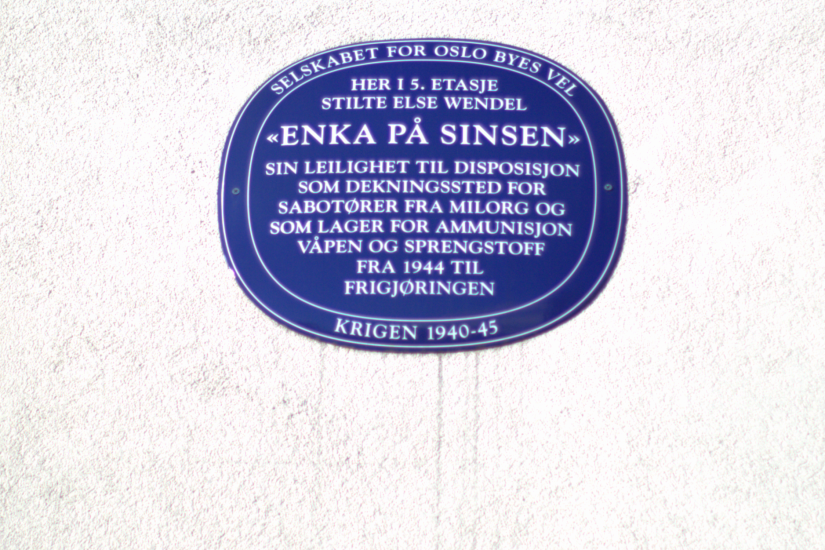 SELSKABET FOR OSLO BYES VEL
HER I 5. ETASJE
STILTE ELSE WENDEL
«ENKA PÅ SINSEN»
SIN LEILIGHET TIL DISPOSISJON
SOM DEKNINGSSTED FOR
SABOTØRER FRA MILORG OG
SOM LAGER FOR AMMUNISJON
VÅPEN OG SPRENGSTOFF
FRA 1944 TIL
FRIGJØRINGEN
KRIGEN 1940-45